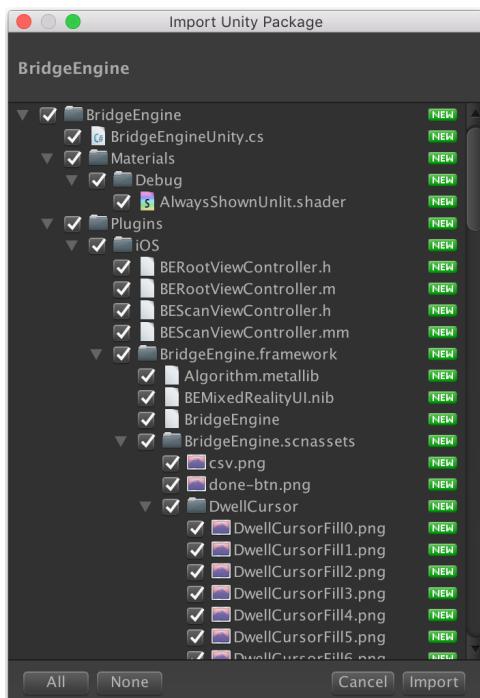 Import Unity Package
BridgeEngine
BridgeEngine NEW
C# BridgeEngineUnity.cs NEW
Materials NEW
Debug NEW
S AlwaysShownUnlit.shader NEW
Plugins NEW
iOS NEW
BERootViewController.h NEW
BERootViewController.m NEW
BEScanViewController.h NEW
BEScanViewController.mm NEW
BridgeEngine.framework NEW
Algorithm.metallib NEW
BEMixedRealityUI.nib NEW
BridgeEngine NEW
BridgeEngine.scnassets NEW
csv.png NEW
done-btn.png NEW
DwellCursor NEW
DwellCursorFill0.png NEW
DwellCursorFill1.png NEW
DwellCursorFill2.png NEW
DwellCursorFill3.png NEW
DwellCursorFill4.png NEW
DwellCursorFill5.png NEW
DwellCursorFill6.png NEW
All None Cancel Import